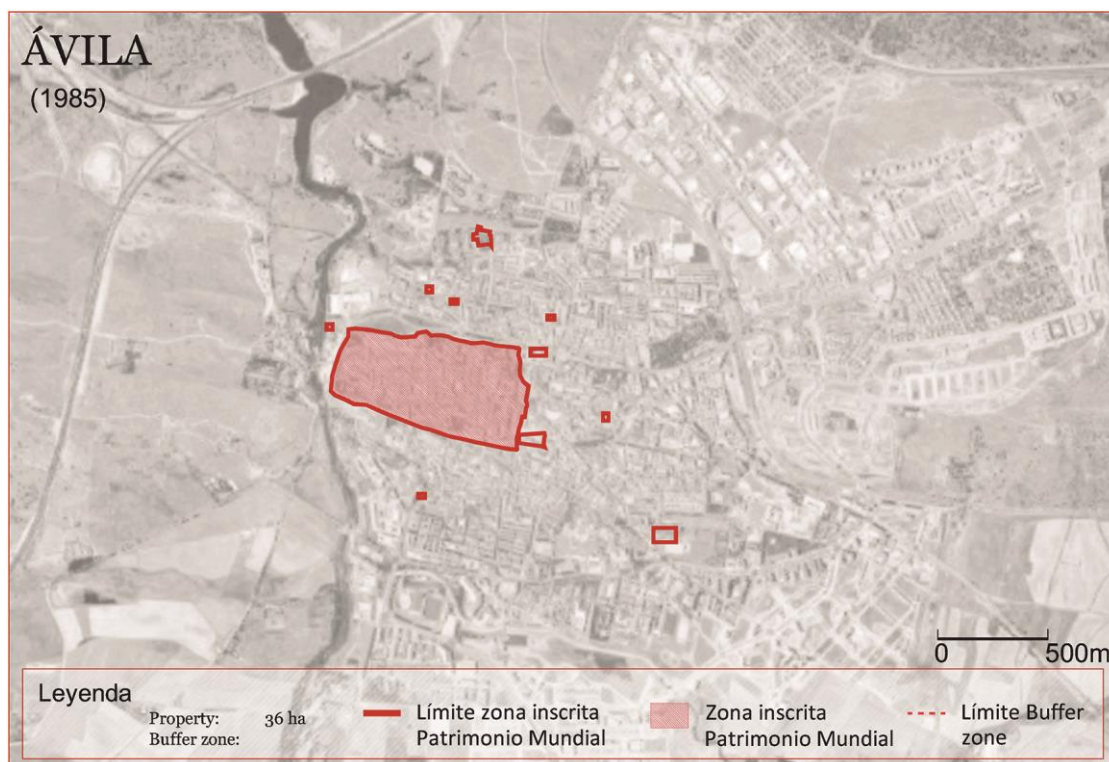 ÁVILA
(1985)
0 500m
Leyenda
Property: 36 ha
Buffer zone:
Límite zona inscrita
Patrimonio Mundial
Zona inscrita
Patrimonio Mundial
Límite Buffer
zone